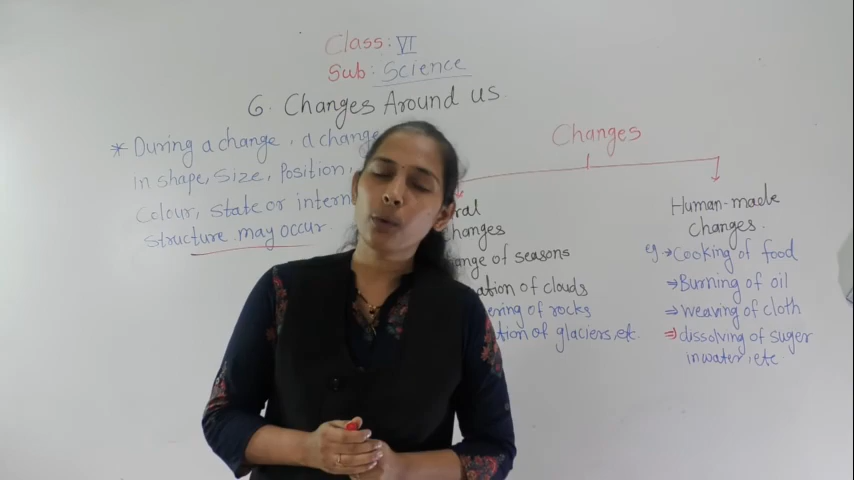 Class: VI
Sub: Science
6. Changes Around us
* During a change, a change
in shape, size, position,
Colour, state or intern
structure may occur.
Changes
ral
hanges
ange of seasons
ation of clouds
ering of rocks
tion of glaciers, etc.
Human-made
changes.
eg → Cooking of food
⇒ Burning of oil
⇒ weaving of cloth
⇒ dissolving of suger
in water, etc